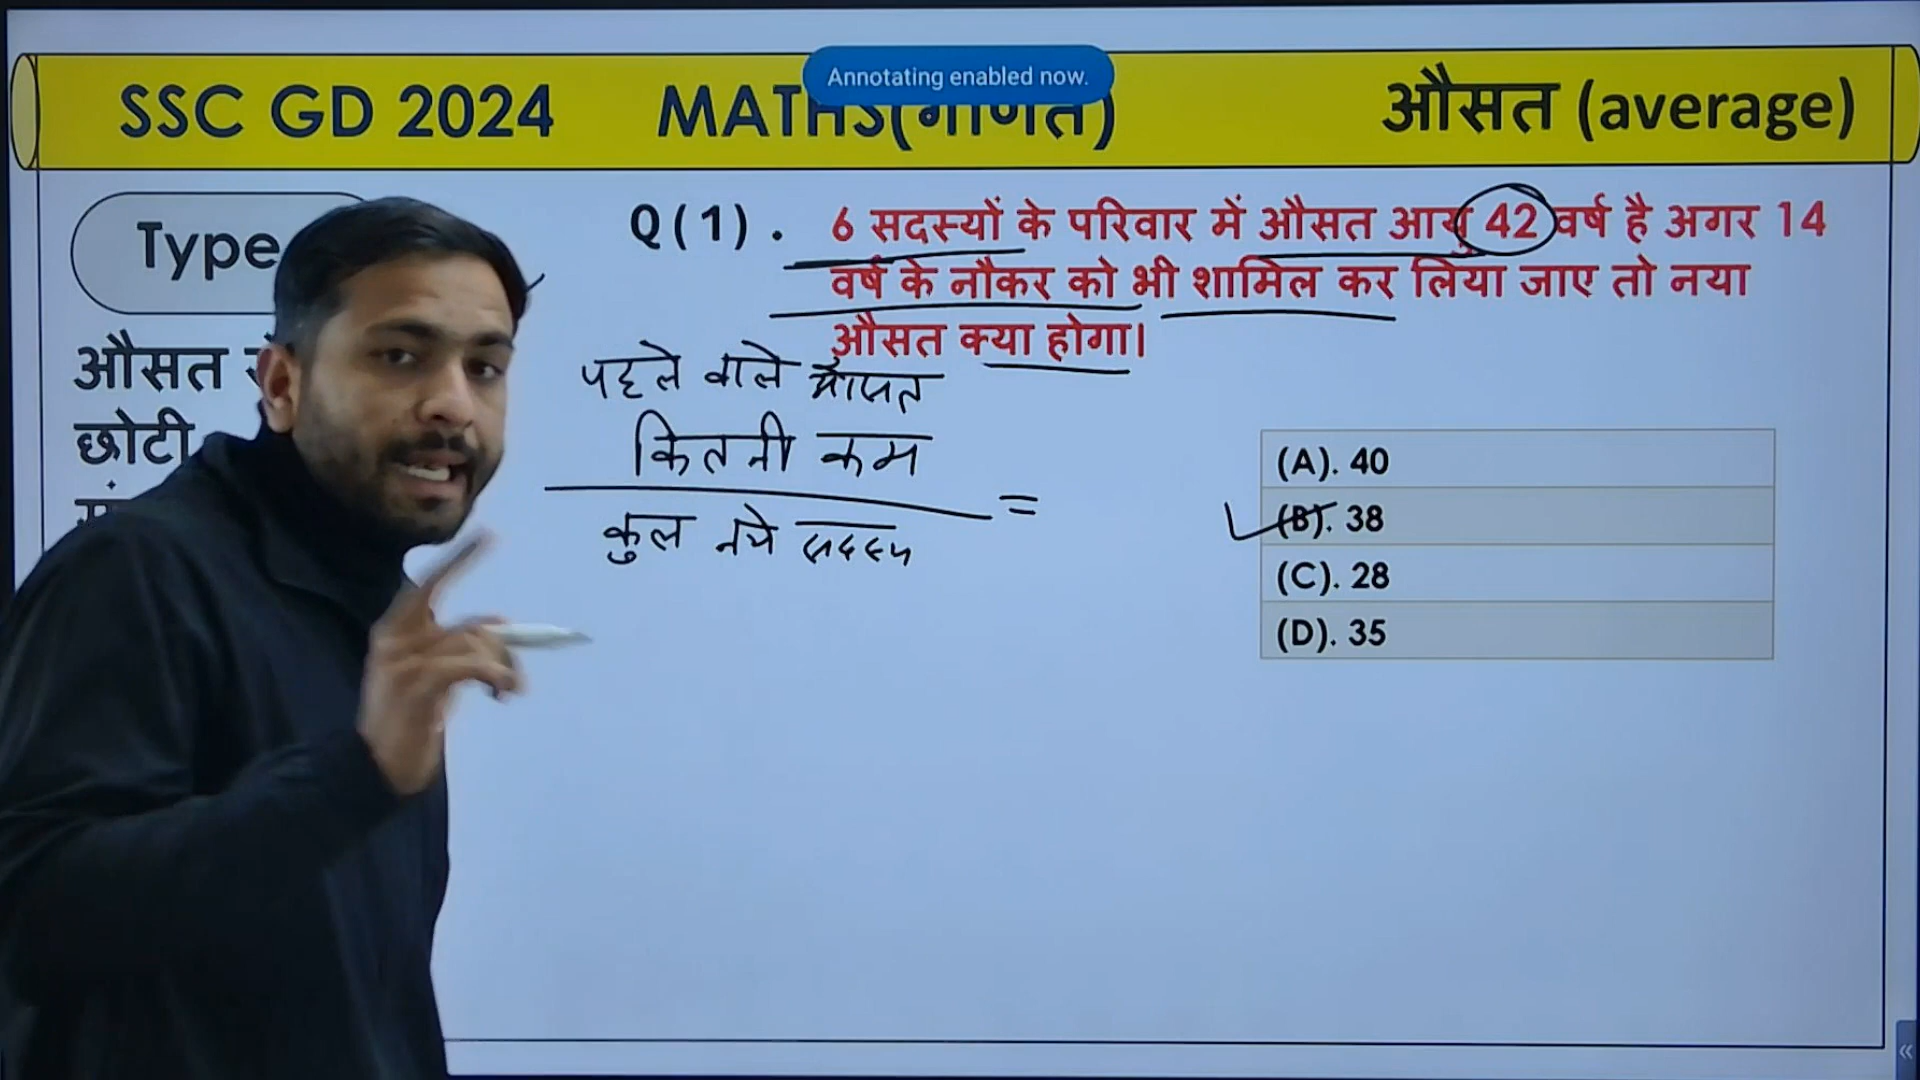 Annotating enabled now.
SSC GD 2024 MATHS(गणित) औसत (average)
Type
Q(1). 6 सदस्यों के परिवार में औसत आयु 42 वर्ष है अगर 14
वर्ष के नौकर को भी शामिल कर लिया जाए तो नया
औसत क्या होगा।
औसत
छोटी
पहले वाले औसत
कितनी कम
=
कुल नये सदस्य
(A). 40
(B). 38
(C). 28
(D). 35
«